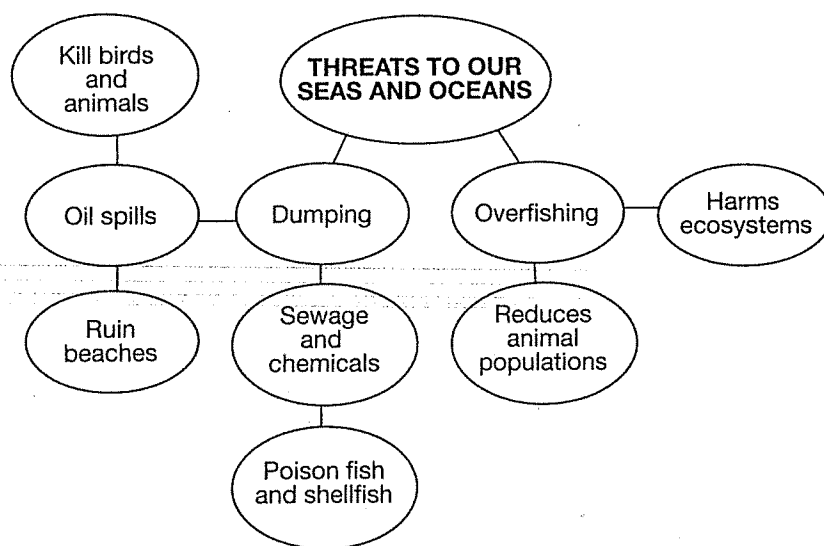 THREATS TO OUR
SEAS AND OCEANS
Kill birds
and
animals
Oil spills
Dumping
Overfishing
Harms
ecosystems
Ruin
beaches
Sewage
and
chemicals
Reduces
animal
populations
Poison fish
and shellfish